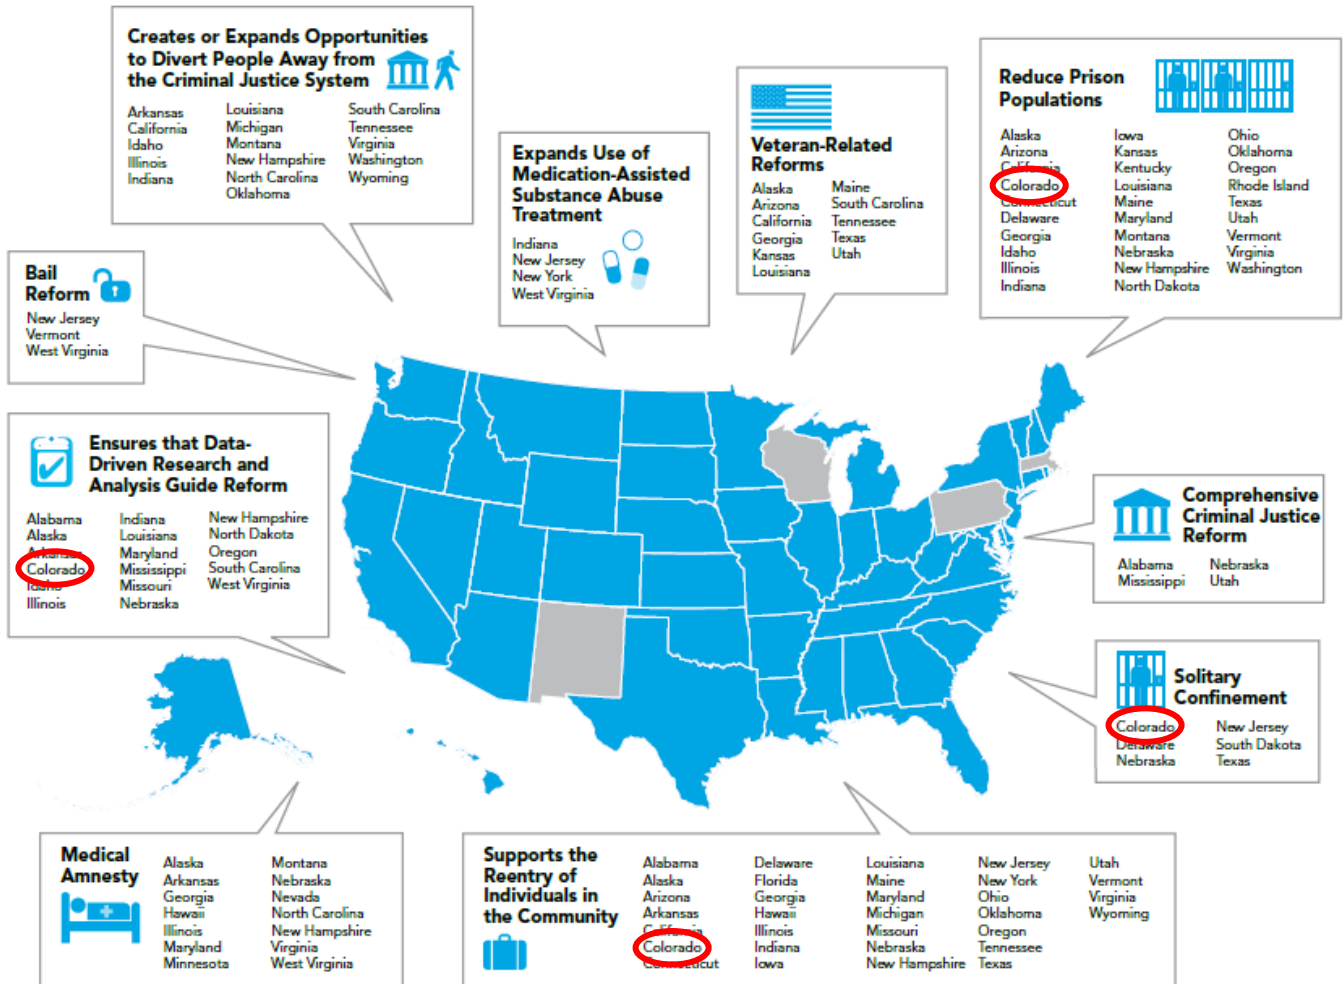 Creates or Expands Opportunities
to Divert People Away from
the Criminal Justice System
Arkansas
California
Idaho
Illinois
Indiana
Louisiana
Michigan
Montana
New Hampshire
North Carolina
Oklahoma
South Carolina
Tennessee
Virginia
Washington
Wyoming
Expands Use of
Medication-Assisted
Substance Abuse
Treatment
Indiana
New Jersey
New York
West Virginia
Veteran-Related
Reforms
Alaska
Arizona
California
Georgia
Kansas
Louisiana
Maine
South Carolina
Tennessee
Texas
Utah
Reduce Prison
Populations
Alaska
Arizona
California
Colorado
Connecticut
Delaware
Georgia
Idaho
Illinois
Indiana
Iowa
Kansas
Kentucky
Louisiana
Maine
Maryland
Montana
Nebraska
New Hampshire
North Dakota
Ohio
Oklahoma
Oregon
Rhode Island
Texas
Utah
Vermont
Virginia
Washington
Bail
Reform
New Jersey
Vermont
West Virginia
Ensures that Data-
Driven Research and
Analysis Guide Reform
Alabama
Alaska
Arkansas
Colorado
Idaho
Illinois
Indiana
Louisiana
Maryland
Mississippi
Missouri
Nebraska
New Hampshire
North Dakota
Oregon
South Carolina
West Virginia
Comprehensive
Criminal Justice
Reform
Alabama
Mississippi
Nebraska
Utah
Solitary
Confinement
Colorado
Delaware
Nebraska
New Jersey
South Dakota
Texas
Medical
Amnesty
Alaska
Arkansas
Georgia
Hawaii
Illinois
Maryland
Minnesota
Montana
Nebraska
Nevada
North Carolina
New Hampshire
Virginia
West Virginia
Supports the
Reentry of
Individuals in
the Community
Alabama
Alaska
Arizona
Arkansas
California
Colorado
Connecticut
Delaware
Florida
Georgia
Hawaii
Illinois
Indiana
Iowa
Louisiana
Maine
Maryland
Michigan
Missouri
Nebraska
New Hampshire
New Jersey
New York
Ohio
Oklahoma
Oregon
Tennessee
Texas
Utah
Vermont
Virginia
Wyoming